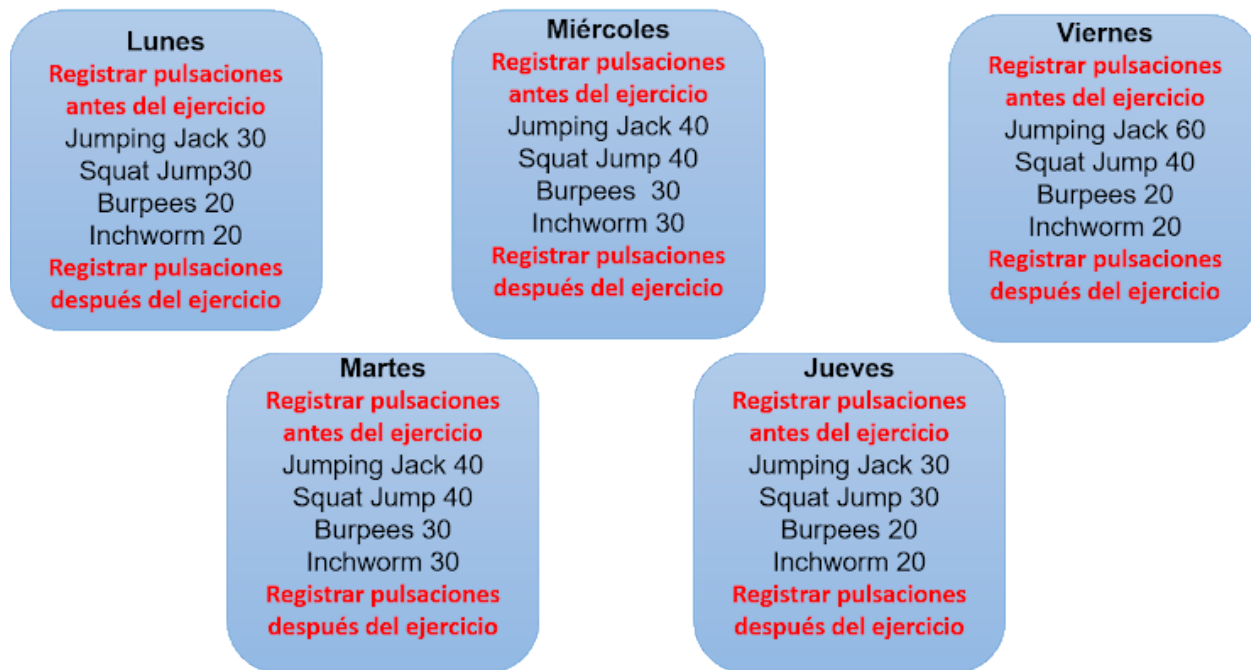 Lunes
Registrar pulsaciones
antes del ejercicio
Jumping Jack 30
Squat Jump30
Burpees 20
Inchworm 20
Registrar pulsaciones
después del ejercicio
Miércoles
Registrar pulsaciones
antes del ejercicio
Jumping Jack 40
Squat Jump 40
Burpees  30
Inchworm 30
Registrar pulsaciones
después del ejercicio
Viernes
Registrar pulsaciones
antes del ejercicio
Jumping Jack 60
Squat Jump 40
Burpees 20
Inchworm 20
Registrar pulsaciones
después del ejercicio
Martes
Registrar pulsaciones
antes del ejercicio
Jumping Jack 40
Squat Jump 40
Burpees 30
Inchworm 30
Registrar pulsaciones
después del ejercicio
Jueves
Registrar pulsaciones
antes del ejercicio
Jumping Jack 30
Squat Jump 30
Burpees 20
Inchworm 20
Registrar pulsaciones
después del ejercicio